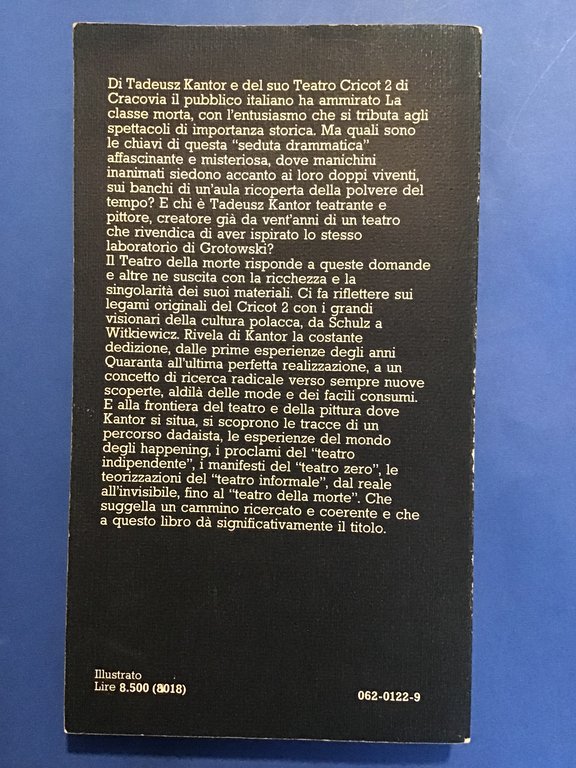 Di Tadeusz Kantor e del suo Teatro Cricot 2 di
Cracovia il pubblico italiano ha ammirato La
classe morta, con l'entusiasmo che si tributa agli
spettacoli di importanza storica. Ma quali sono
le chiavi di questa "seduta drammatica"
affascinante e misteriosa, dove manichini
inanimati siedono accanto ai loro doppi viventi,
sui banchi di un'aula ricoperta della polvere del
tempo? E chi è Tadeusz Kantor teatrante e
pittore, creatore già da vent'anni di un teatro
che rivendica di aver ispirato lo stesso
laboratorio di Grotowski?
Il Teatro della morte risponde a queste domande
e altre ne suscita con la ricchezza e la
singolarità dei suoi materiali. Ci fa riflettere sui
legami originali del Cricot 2 con i grandi
visionari della cultura polacca, da Schulz a
Witkiewicz. Rivela di Kantor la costante
dedizione, dalle prime esperienze degli anni
Quaranta all'ultima perfetta realizzazione, a un
concetto di ricerca radicale verso sempre nuove
scoperte, aldilà delle mode e dei facili consumi.
E alla frontiera del teatro e della pittura dove
Kantor si situa, si scoprono le tracce di un
percorso dadaista, le esperienze del mondo
degli happening, i proclami del "teatro
indipendente", i manifesti del "teatro zero", le
teorizzazioni del "teatro informale", dal reale
all'invisibile, fino al "teatro della morte". Che
suggella un cammino ricercato e coerente e che
a questo libro dà significativamente il titolo.
Illustrato
Lire 8.500 (8018)
062-0122-9